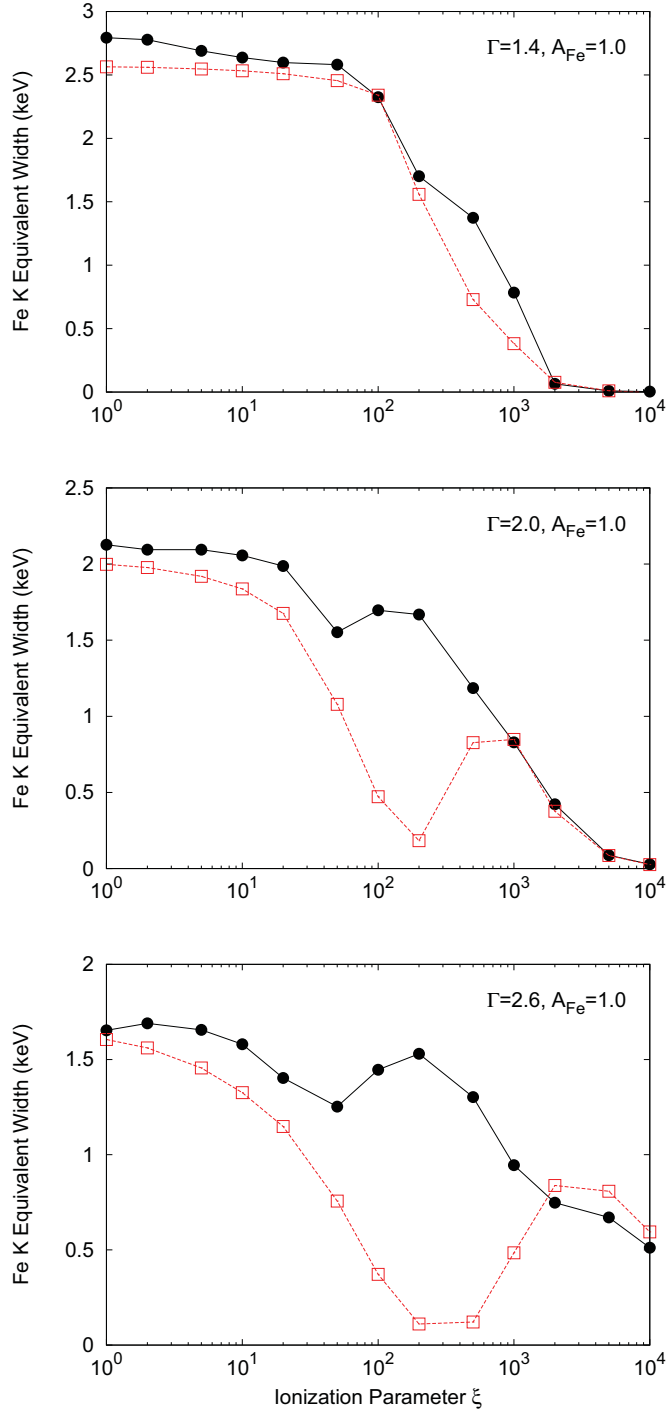 Γ=1.4, A_Fe=1.0
Fe K Equivalent Width (keV)
3
2.5
2
1.5
1
0.5
0
10^0 10^1 10^2 10^3 10^4
Γ=2.0, A_Fe=1.0
Fe K Equivalent Width (keV)
2.5
2
1.5
1
0.5
0
10^0 10^1 10^2 10^3 10^4
Γ=2.6, A_Fe=1.0
Fe K Equivalent Width (keV)
2
1.5
1
0.5
0
10^0 10^1 10^2 10^3 10^4
Ionization Parameter ξ